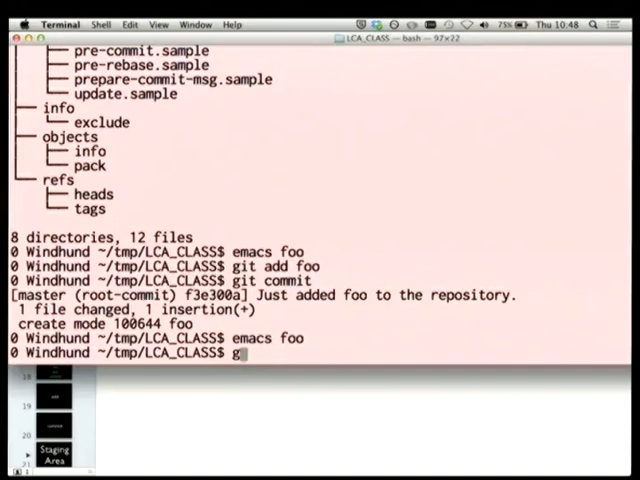 Terminal Shell Edit View Window Help 75% Thu 10:48
LCA_CLASS — bash — 97×22
pre-commit.sample
pre-rebase.sample
prepare-commit-msg.sample
update.sample
info
exclude
objects
info
pack
refs
heads
tags
8 directories, 12 files
0 Windhund ~/tmp/LCA_CLASS$ emacs foo
0 Windhund ~/tmp/LCA_CLASS$ git add foo
0 Windhund ~/tmp/LCA_CLASS$ git commit
[master (root-commit) f3e300a] Just added foo to the repository.
1 file changed, 1 insertion(+)
create mode 100644 foo
0 Windhund ~/tmp/LCA_CLASS$ emacs foo
0 Windhund ~/tmp/LCA_CLASS$ g
18
19
20
Staging
Area
21